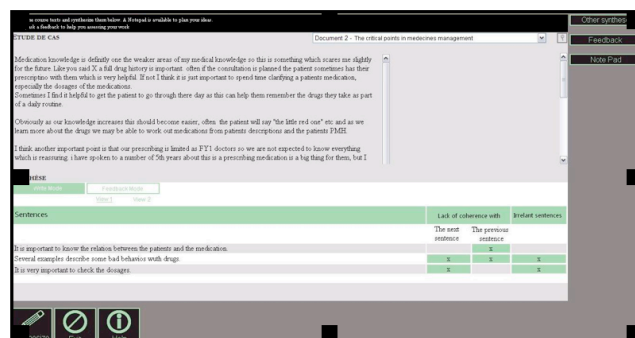 se course texts and synthesize them below. A Notepad is available to plan your ideas.
ask a feedback to help you assessing your work
Other synthese
ÉTUDE DE CAS
Document 2 - The critical points in medecines management
Feedback
Note Pad
Medication knowledge is definitly one the weaker areas of my medical knowledge so this is something which scares me slightly
for the future. Like you said X a full drug history is important. often if the consultation is planned the patient sometimes has their
prescriptino with them which is very helpful. If not I think it is just important to spend time clarifying a patients medication,
especially the dosages of the medications.
Sometimes I find it helpful to get the patient to go through there day as this can help them remember the drugs they take as part
of a daily routine.
Obviously as our knowledge increases this should become easier, often the patient will say "the little red one" etc and as we
learn more about the drugs we may be able to work out medications from patients descriptions and the patients PMH.
I think another important point is that our prescribing is limited as FY1 doctors so we are not expected to know everything
which is reassuring. i have spoken to a number of 5th years about this is a prescribing medication is a big thing for them, but I
HÈSE
Write Mode
Feedback Mode
View 1 View 2
Sentences
Lack of coherence with
Irrelant sentences
The next sentence
The previous sentence
It is important to know the relation between the patients and the medication.
x
Several examples describe some bad behavios wuth drugs.
x x x
It is very important to check the dosages.
x x
Exit
Help